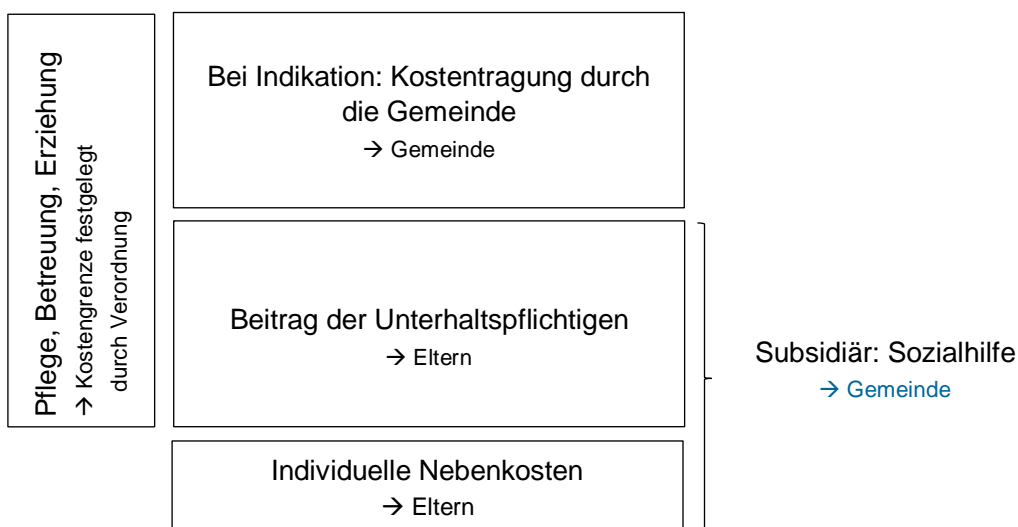 Pflege, Betreuung, Erziehung
→ Kostengrenze festgelegt
durch Verordnung
Bei Indikation: Kostentragung durch
die Gemeinde
→ Gemeinde
Beitrag der Unterhaltspflichtigen
→ Eltern
Individuelle Nebenkosten
→ Eltern
Subsidiär: Sozialhilfe
→ Gemeinde